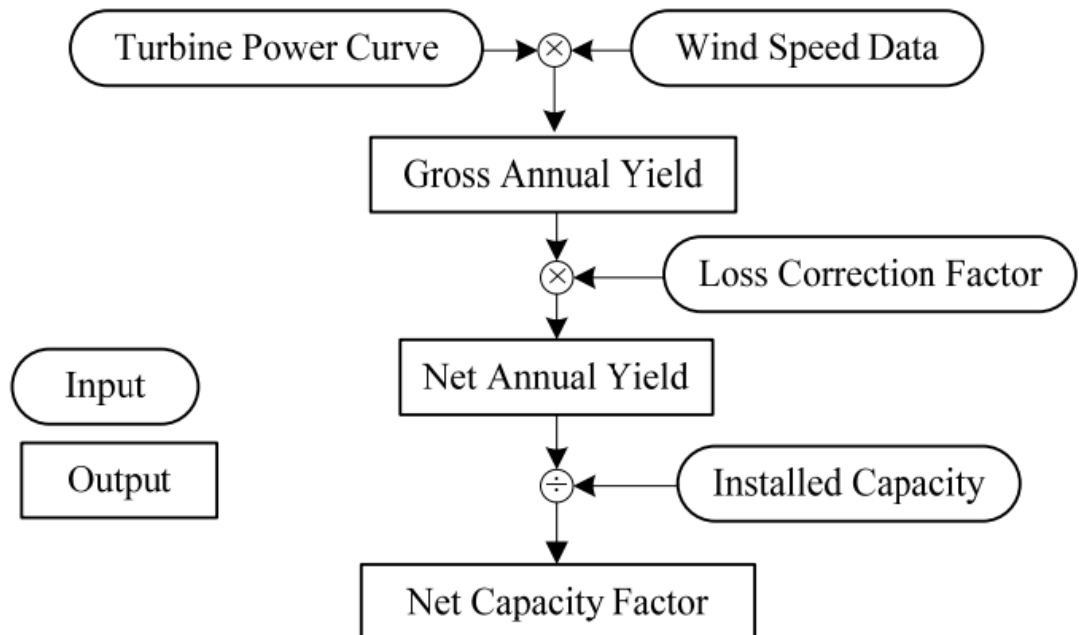 Turbine Power Curve
×
Wind Speed Data
Gross Annual Yield
×
Loss Correction Factor
Net Annual Yield
Input
Output
÷
Installed Capacity
Net Capacity Factor